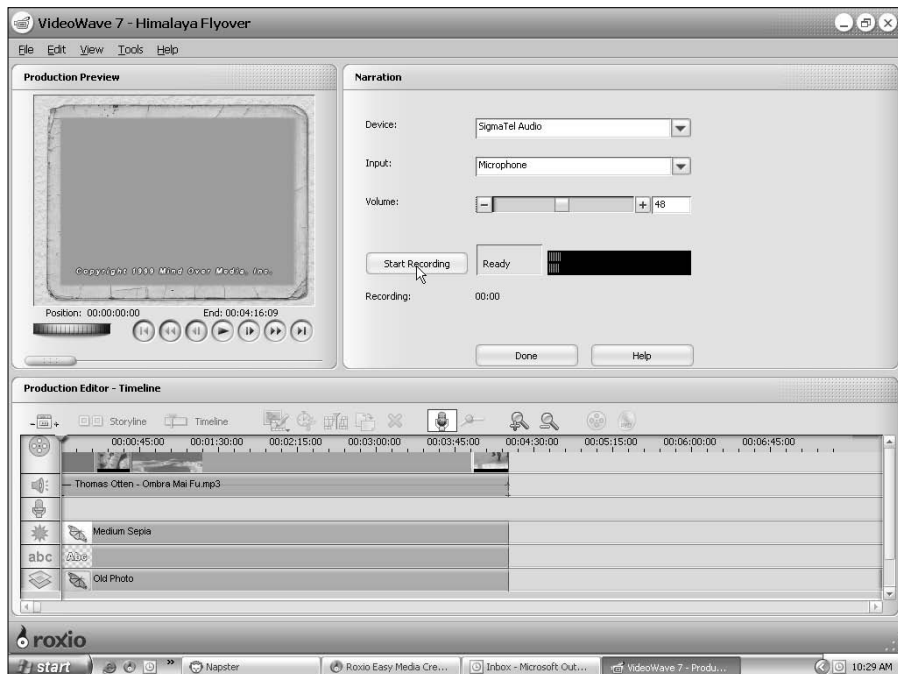 VideoWave 7 - Himalaya Flyover
File Edit View Tools Help
Production Preview
Copyright 1999 Mind Over Media, Inc.
Position: 00:00:00:00 End: 00:04:16:09
Narration
Device: SigmaTel Audio
Input: Microphone
Volume: 48
Start Recording Ready
Recording: 00:00
Done Help
Production Editor - Timeline
Storyline Timeline
00:00:45:00 00:01:30:00 00:02:15:00 00:03:00:00 00:03:45:00 00:04:30:00 00:05:15:00 00:06:00:00 00:06:45:00
Thomas Otten - Ombra Mai Fu.mp3
Medium Sepia
abc Abc
Old Photo
roxio
start Napster Roxio Easy Media Cre... Inbox - Microsoft Out... VideoWave 7 - Produ... 10:29 AM